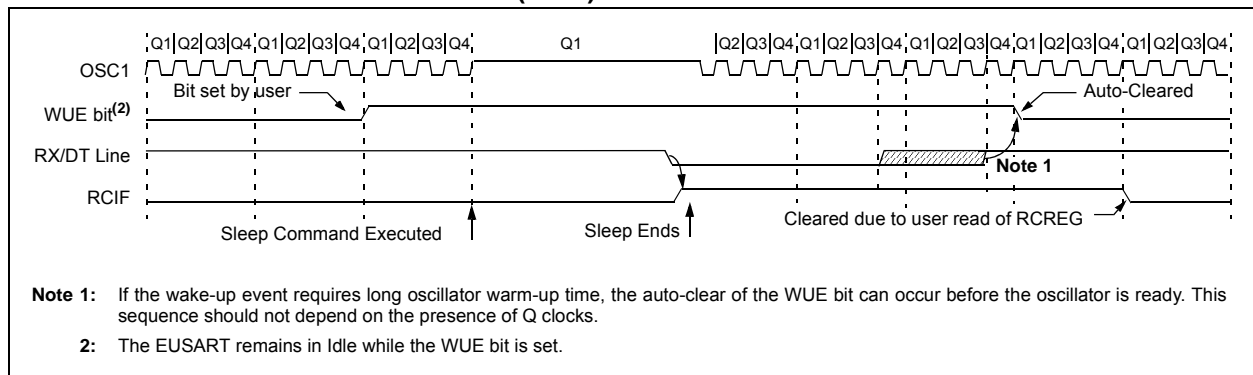 Q1 Q2 Q3 Q4 Q1 Q2 Q3 Q4 Q1 Q2 Q3 Q4 Q1 Q2 Q3 Q4 Q1 Q2 Q3 Q4 Q1 Q2 Q3 Q4 Q1 Q2 Q3 Q4 Q1 Q2 Q3 Q4
OSC1
Bit set by user
Auto-Cleared
WUE bit(2)
RX/DT Line
Note 1
RCIF
Cleared due to user read of RCREG
Sleep Command Executed
Sleep Ends
Note 1: If the wake-up event requires long oscillator warm-up time, the auto-clear of the WUE bit can occur before the oscillator is ready. This
sequence should not depend on the presence of Q clocks.
2: The EUSART remains in Idle while the WUE bit is set.